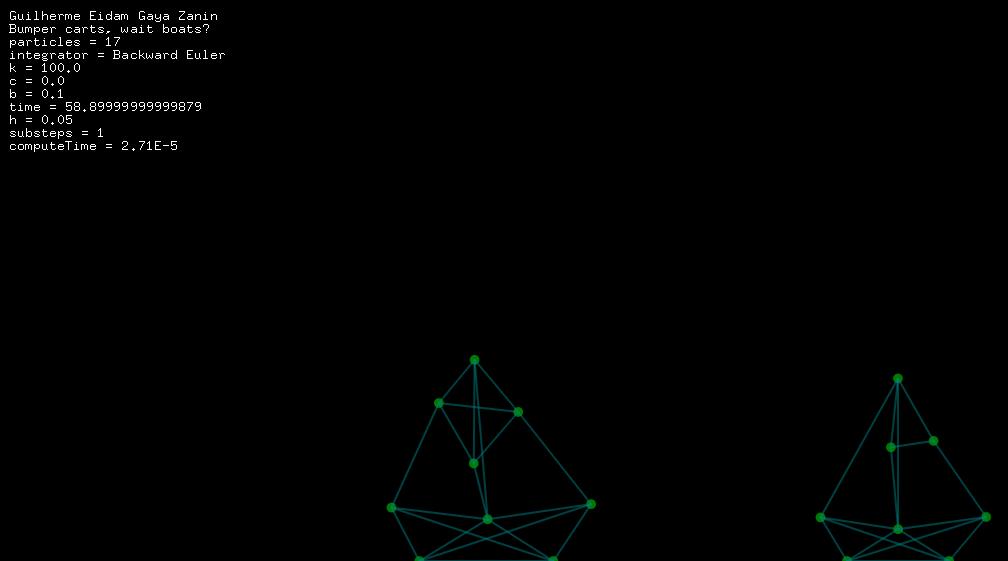 Guilherme Eidam Gaya Zanin
Bumper carts, wait boats?
particles = 17
integrator = Backward Euler
k = 100.0
c = 0.0
b = 0.1
time = 58.89999999999879
h = 0.05
substeps = 1
computeTime = 2.71E-5